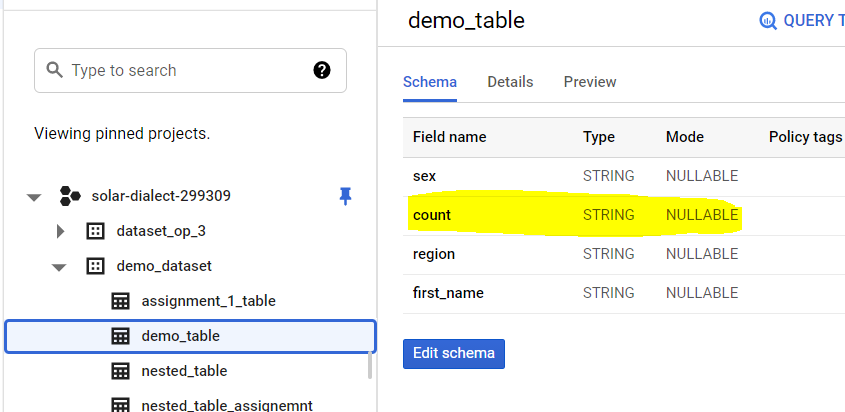 Type to search
Viewing pinned projects.
solar-dialect-299309
dataset_op_3
demo_dataset
assignment_1_table
demo_table
nested_table
nested_table_assignemnt
demo_table
QUERY T
Schema Details Preview
Field name Type Mode Policy tags
sex STRING NULLABLE
count STRING NULLABLE
region STRING NULLABLE
first_name STRING NULLABLE
Edit schema